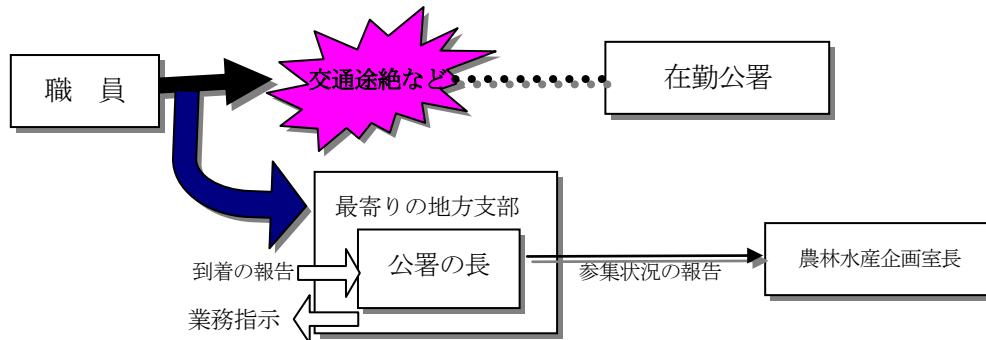 職　員
交通途絶など
在勤公署
最寄りの地方支部
公署の長
到着の報告
業務指示
参集状況の報告
農林水産企画室長